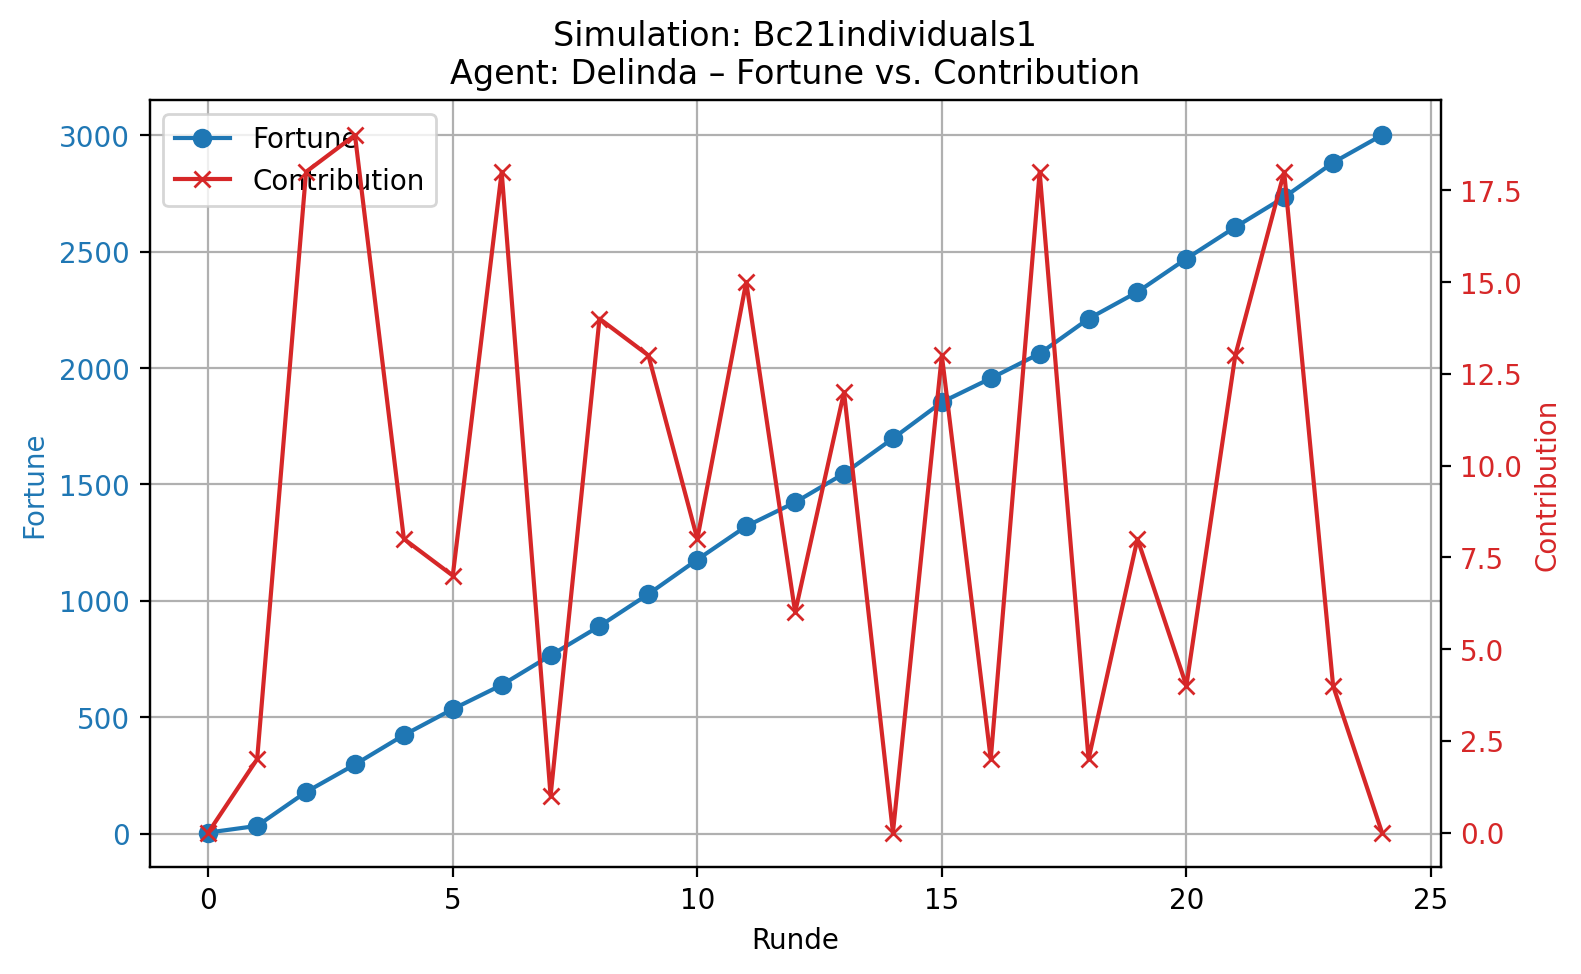 Simulation: Bc21individuals1
Agent: Delinda – Fortune vs. Contribution
Fortune
Contribution
3000
2500
2000
1500
1000
500
0
Fortune
17.5
15.0
12.5
10.0
7.5
5.0
2.5
0.0
Contribution
0 5 10 15 20 25
Runde